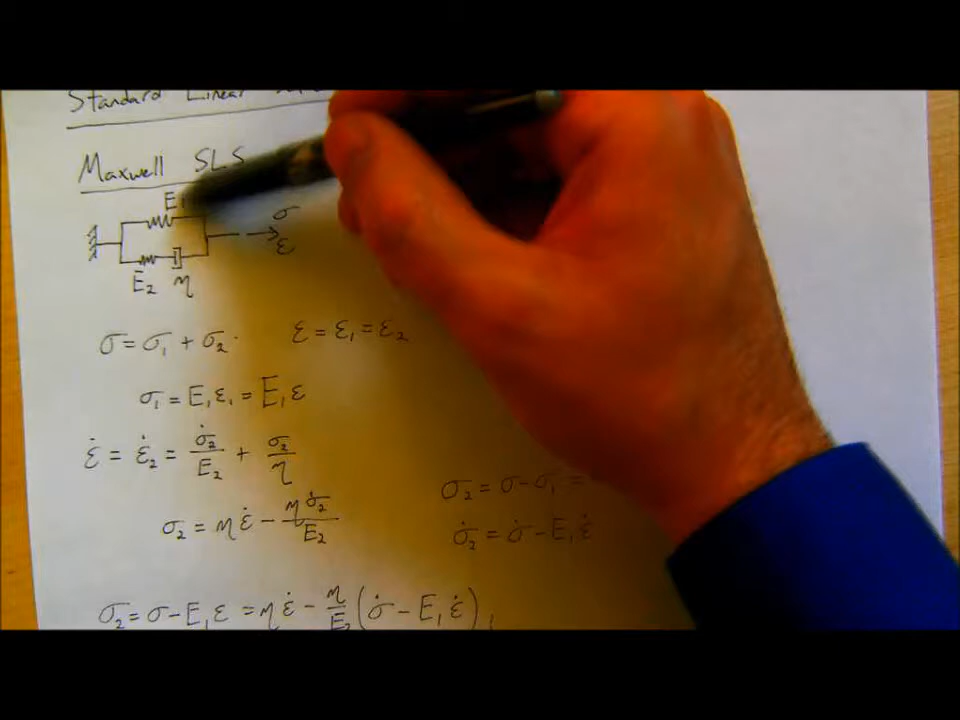 Standard Linear
Maxwell SLS
E1
σ
ε
E₂ η
σ = σ₁ + σ₂ ε = ε₁ = ε₂
σ₁ = E₁ε₁ = E₁ε
ε̇ = ε̇₂ = σ̇₂/E₂ + σ₂/η
σ₂ = σ - σ₁ =
σ₂ = ηε̇ - ησ̇₂/E₂
σ̇₂ = σ̇ - E₁ε̇
σ₂ = σ - E₁ε = ηε̇ - η/E₂ (σ̇ - E₁ε̇)